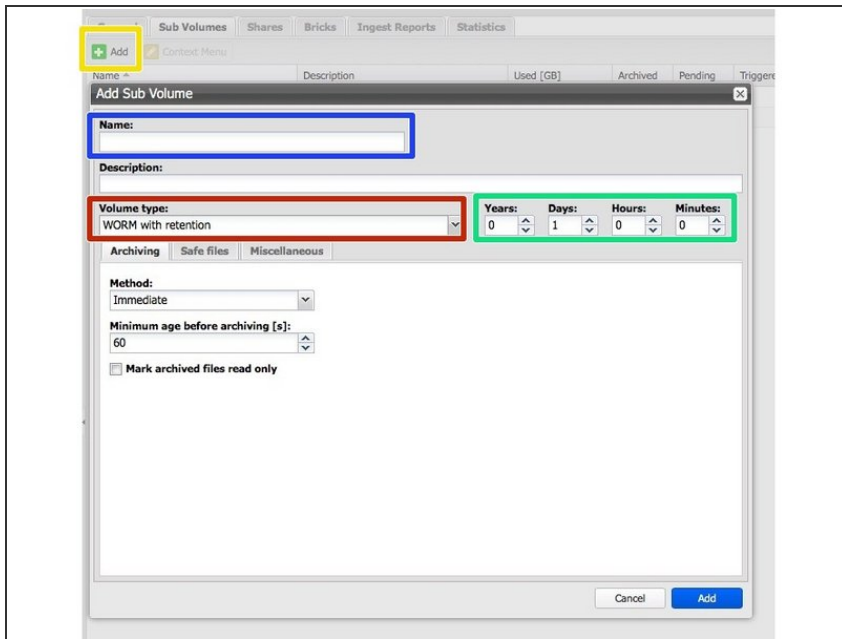 Sub Volumes Shares Bricks Ingest Reports Statistics
Add Context Menu
Name Description Used [GB] Archived Pending Triggere
Add Sub Volume
Name:
Description:
Volume type: Years: Days: Hours: Minutes:
WORM with retention 0 1 0 0
Archiving Safe files Miscellaneous
Method:
Immediate
Minimum age before archiving [s]:
60
Mark archived files read only
Cancel Add